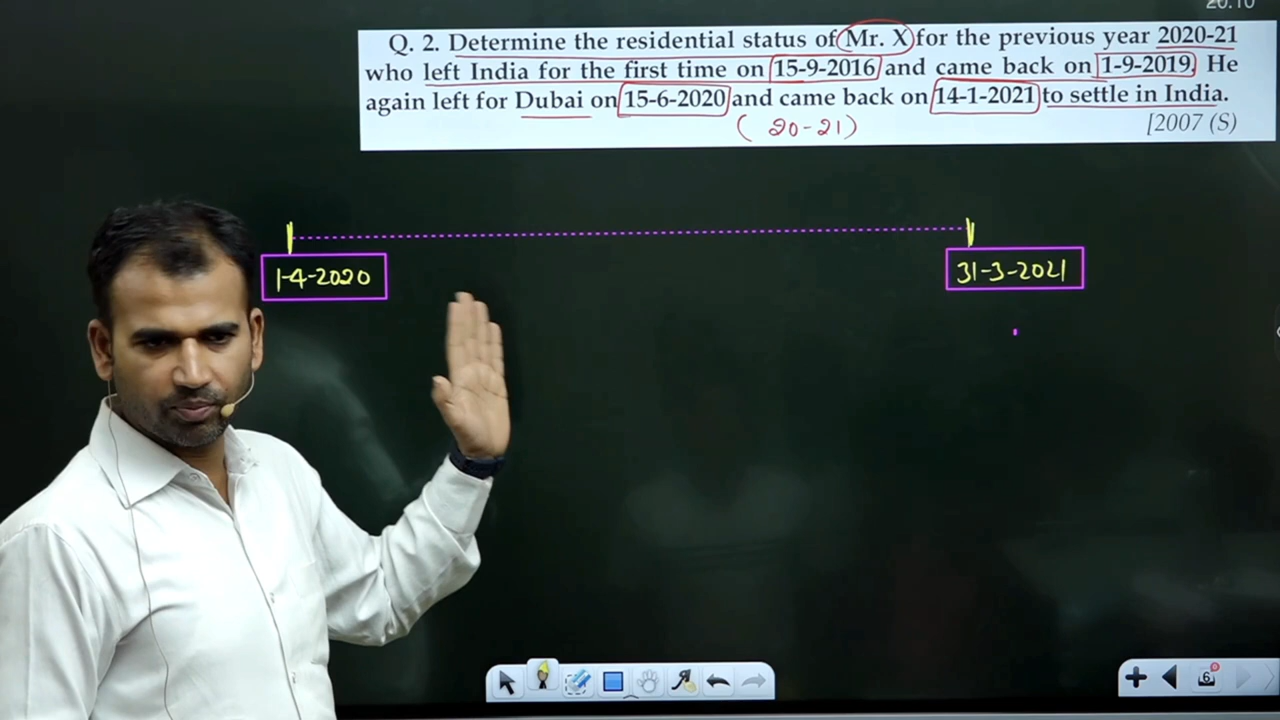 Q. 2. Determine the residential status of Mr. X for the previous year 2020-21
who left India for the first time on 15-9-2016 and came back on 1-9-2019. He
again left for Dubai on 15-6-2020 and came back on 14-1-2021 to settle in India.
(20-21)
[2007 (S)
1-4-2020
31-3-2021
6